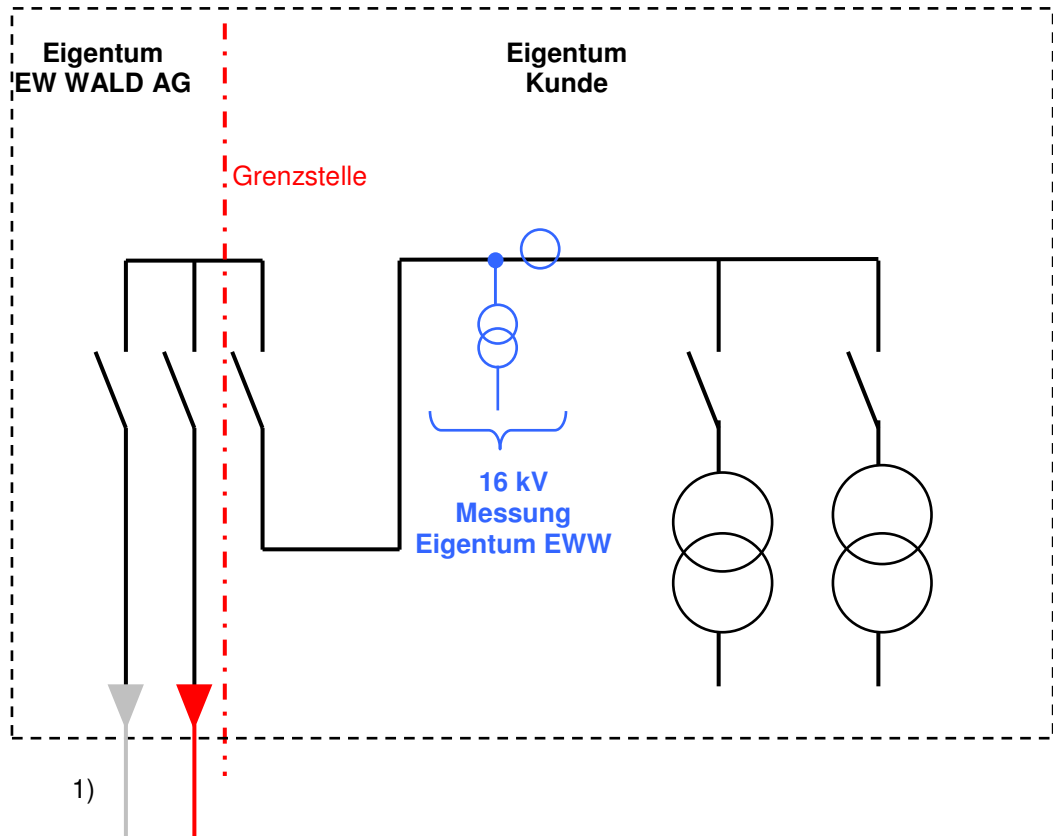 Eigentum
EW WALD AG
Eigentum
Kunde
Grenzstelle
16 kV
Messung
Eigentum EWW
1)